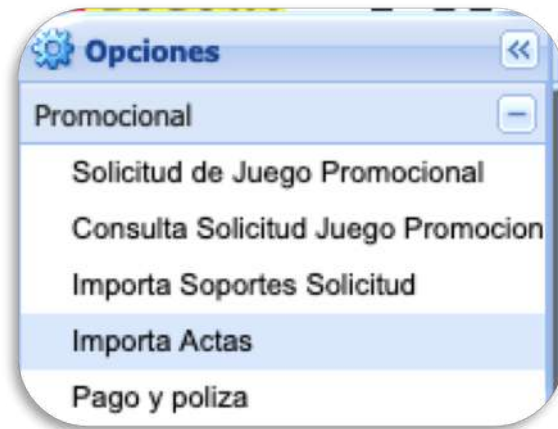 Opciones
Promocional
Solicitud de Juego Promocional
Consulta Solicitud Juego Promocion
Importa Soportes Solicitud
Importa Actas
Pago y poliza